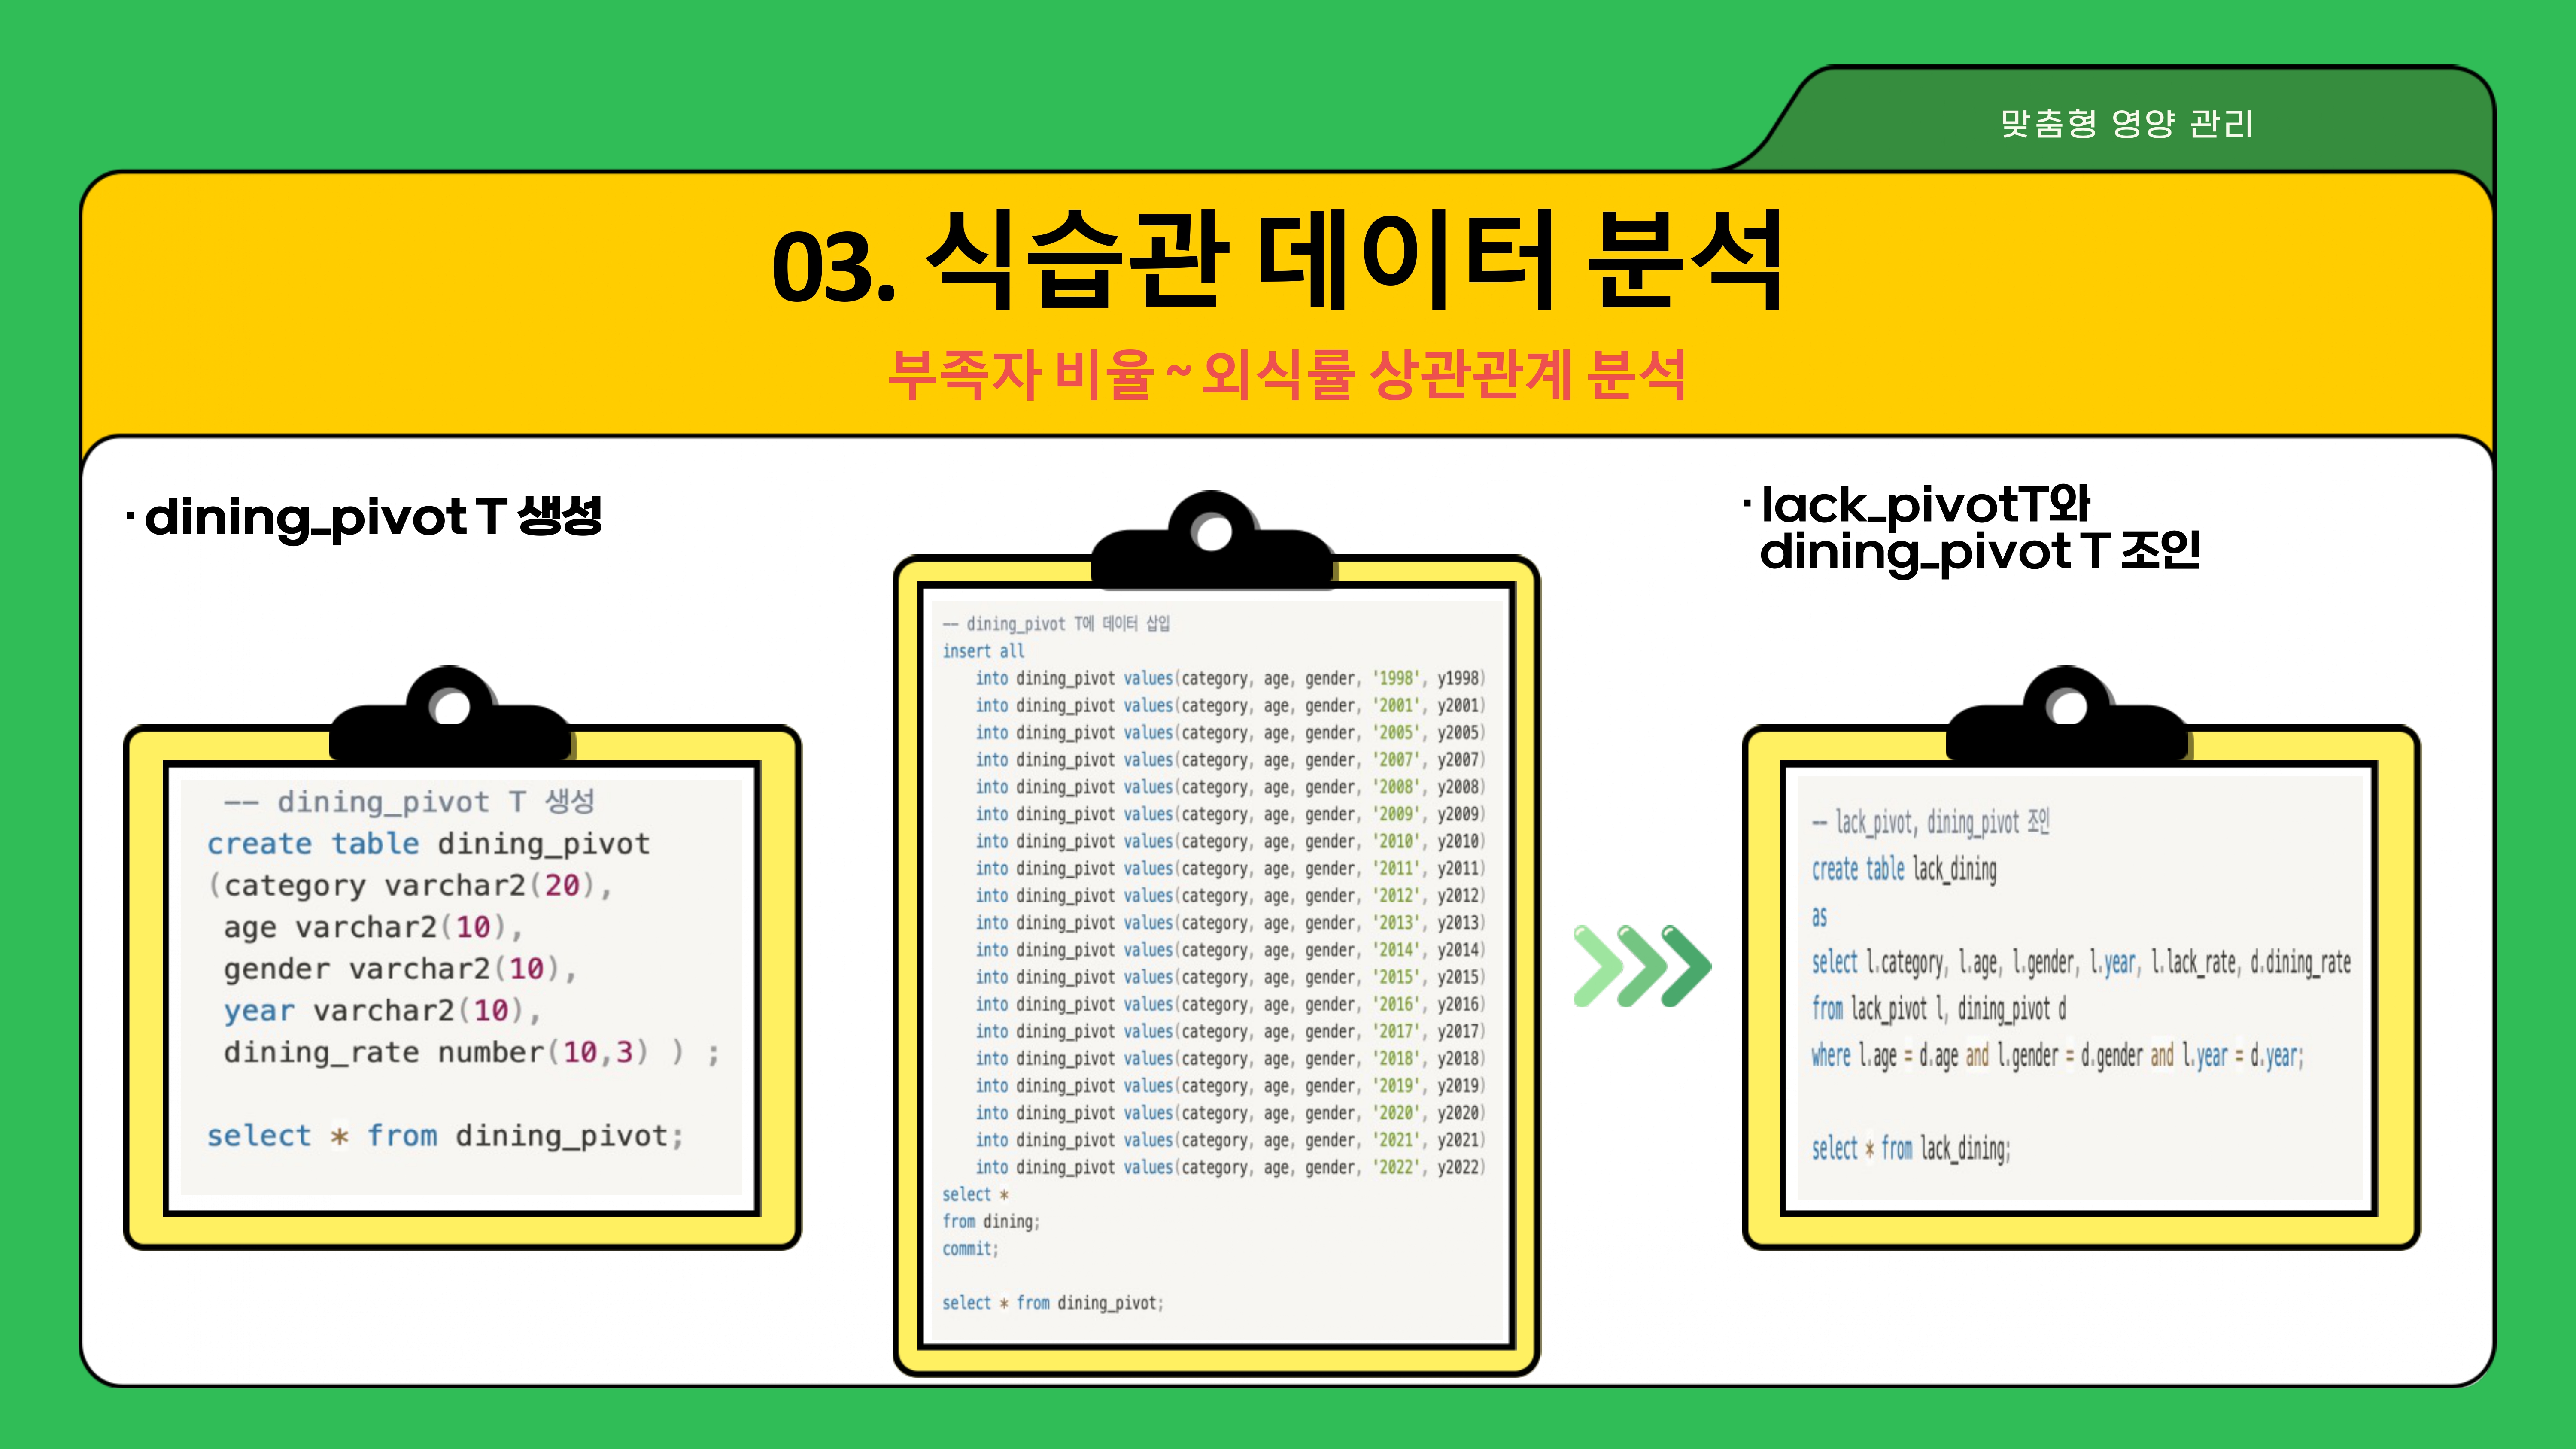 맞춤형 영양 관리
03. 식습관 데이터 분석
부족자 비율 ~ 외식률 상관관계 분석
· dining_pivot T 생성
-- dining_pivot T 생성
create table dining_pivot
(category varchar2(20),
age varchar2(10),
gender varchar2(10),
year varchar2(10),
dining_rate number(10,3) ) ;
select * from dining_pivot;
-- dining_pivot T에 데이터 삽입
insert all
into dining_pivot values(category, age, gender, '1998', y1998)
into dining_pivot values(category, age, gender, '2001', y2001)
into dining_pivot values(category, age, gender, '2005', y2005)
into dining_pivot values(category, age, gender, '2007', y2007)
into dining_pivot values(category, age, gender, '2008', y2008)
into dining_pivot values(category, age, gender, '2009', y2009)
into dining_pivot values(category, age, gender, '2010', y2010)
into dining_pivot values(category, age, gender, '2011', y2011)
into dining_pivot values(category, age, gender, '2012', y2012)
into dining_pivot values(category, age, gender, '2013', y2013)
into dining_pivot values(category, age, gender, '2014', y2014)
into dining_pivot values(category, age, gender, '2015', y2015)
into dining_pivot values(category, age, gender, '2016', y2016)
into dining_pivot values(category, age, gender, '2017', y2017)
into dining_pivot values(category, age, gender, '2018', y2018)
into dining_pivot values(category, age, gender, '2019', y2019)
into dining_pivot values(category, age, gender, '2020', y2020)
into dining_pivot values(category, age, gender, '2021', y2021)
into dining_pivot values(category, age, gender, '2022', y2022)
select *
from dining;
commit;
select * from dining_pivot;
· lack_pivotT와
dining_pivot T 조인
-- lack_pivot, dining_pivot 조인
create table lack_dining
as
select l.category, l.age, l.gender, l.year, l.lack_rate, d.dining_rate
from lack_pivot l, dining_pivot d
where l.age = d.age and l.gender = d.gender and l.year = d.year;
select * from lack_dining;